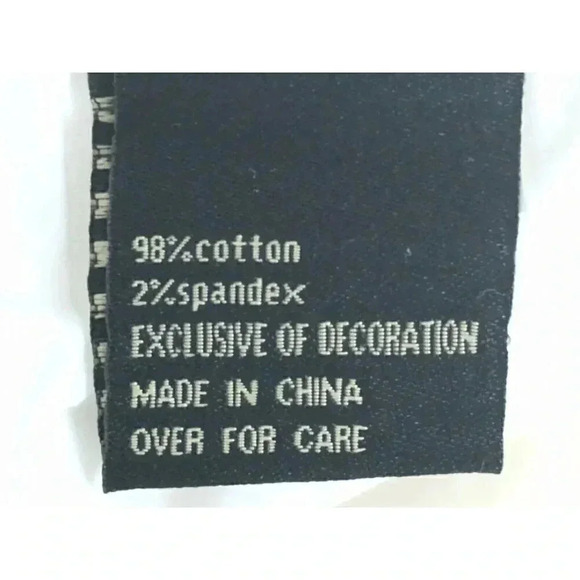 98%cotton
2%spandex
EXCLUSIVE OF DECORATION
MADE IN CHINA
OVER FOR CARE